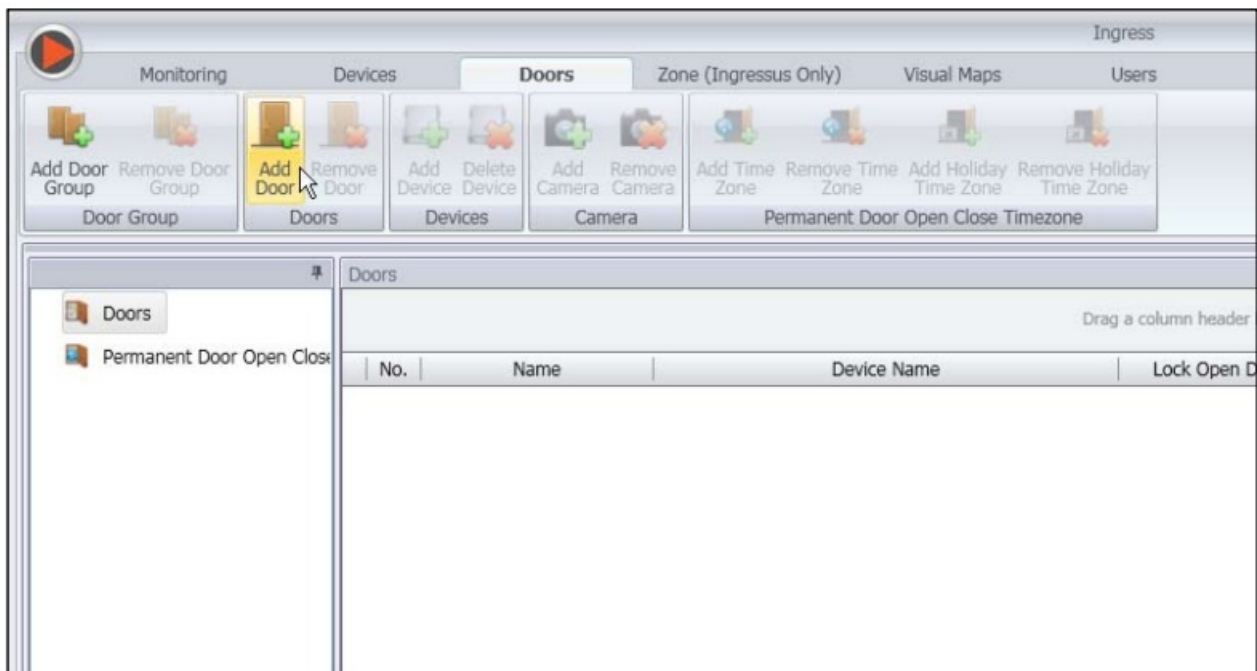 Ingress
Monitoring Devices Doors Zone (Ingressus Only) Visual Maps Users
Add Door Group
Remove Door Group
Add Door
Remove Door
Add Device
Delete Device
Add Camera
Remove Camera
Add Time Zone
Remove Time Zone
Add Holiday Time Zone
Remove Holiday Time Zone
Door Group Doors Devices Camera Permanent Door Open Close Timezone
Doors
Doors
Permanent Door Open Close
Drag a column header
No. Name Device Name Lock Open D